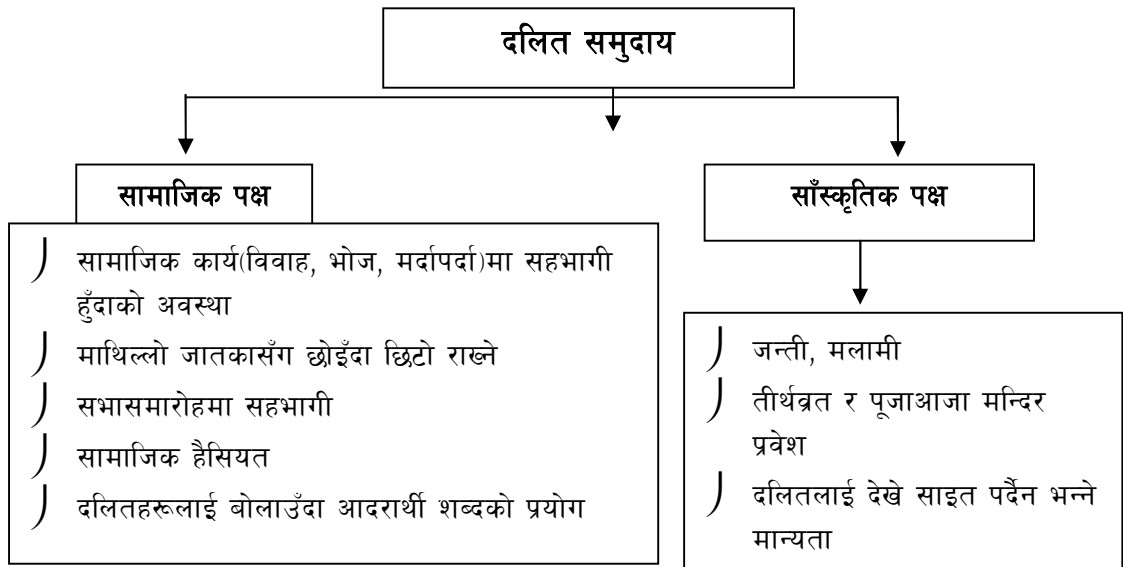 दलित समुदाय
सामाजिक पक्ष
सामाजिक कार्य(विवाह, भोज, मर्दापर्दा)मा सहभागी
हुँदाको अवस्था
माथिल्लो जातकासँग छोइँदा छिटो राख्ने
सभासमारोहमा सहभागी
सामाजिक हैसियत
दलितहरूलाई बोलाउँदा आदरार्थी शब्दको प्रयोग
साँस्कृतिक पक्ष
जन्ती, मलामी
तीर्थव्रत र पूजाआजा मन्दिर
प्रवेश
दलितलाई देखे साइत पर्दैन भन्ने
मान्यता